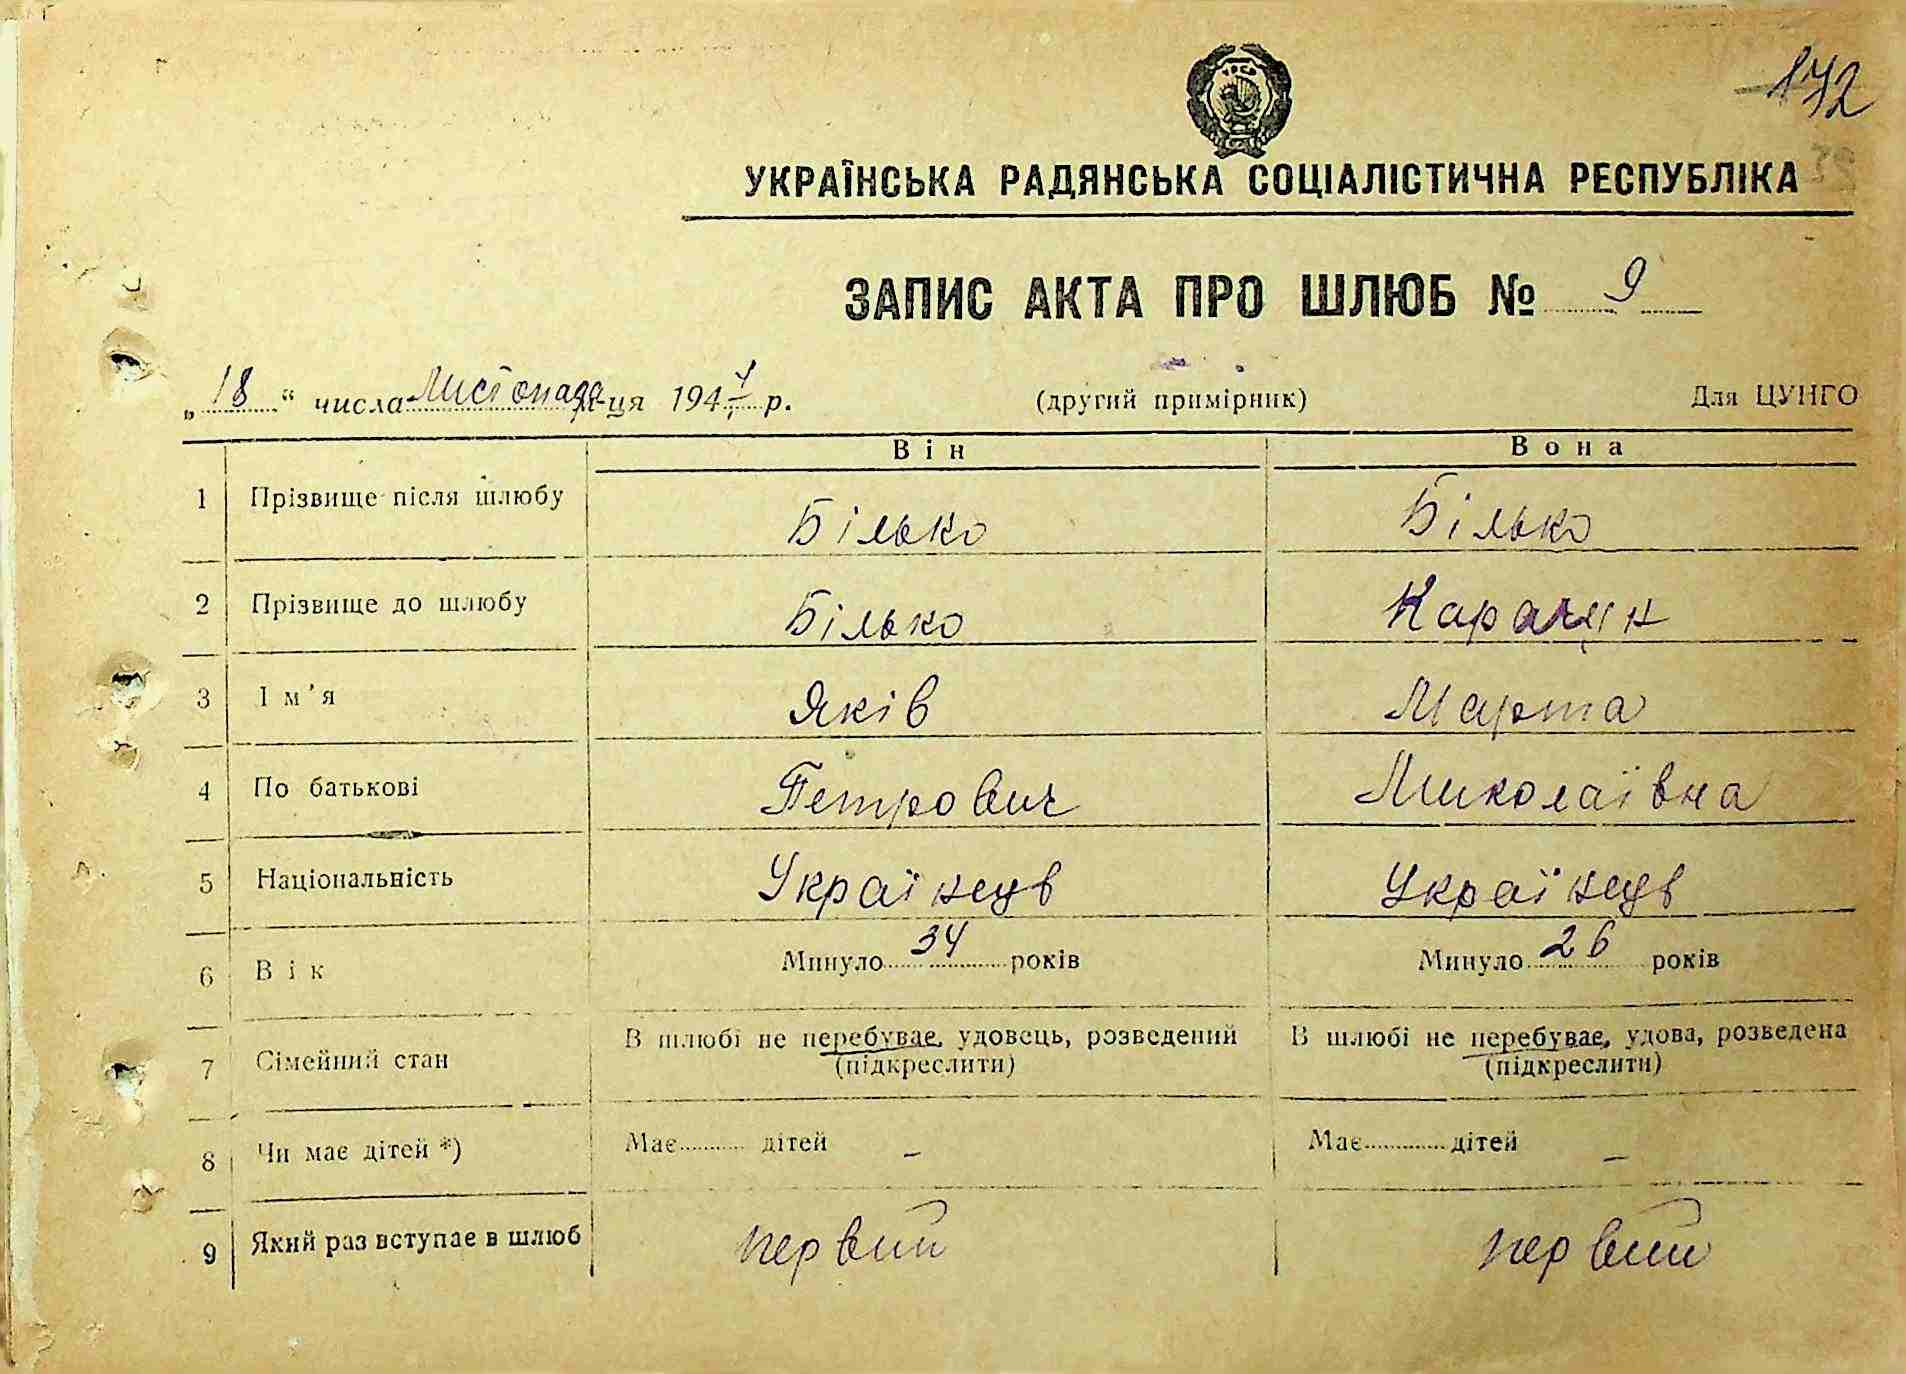 172
УКРАЇНСЬКА РАДЯНСЬКА СОЦІАЛІСТИЧНА РЕСПУБЛІКА
ЗАПИС АКТА ПРО ШЛЮБ № 9
„18“ числа Листопада м-ця 1947 р. (другий примірник) Для ЦУНГО
Він Вона
1 Прізвище після шлюбу Білько Білько
2 Прізвище до шлюбу Білько
3 Ім'я Яків Марта
4 По батькові Петрович Миколаївна
5 Національність Українець Українець
6 Вік Минуло 34 років Минуло 26 років
7 Сімейний стан В шлюбі не перебуває, удовець, розведений В шлюбі не перебуває, удова, розведена
(підкреслити) (підкреслити)
8 Чи має дітей *) Має дітей – Має дітей –
9 Який раз вступає в шлюб первий первий